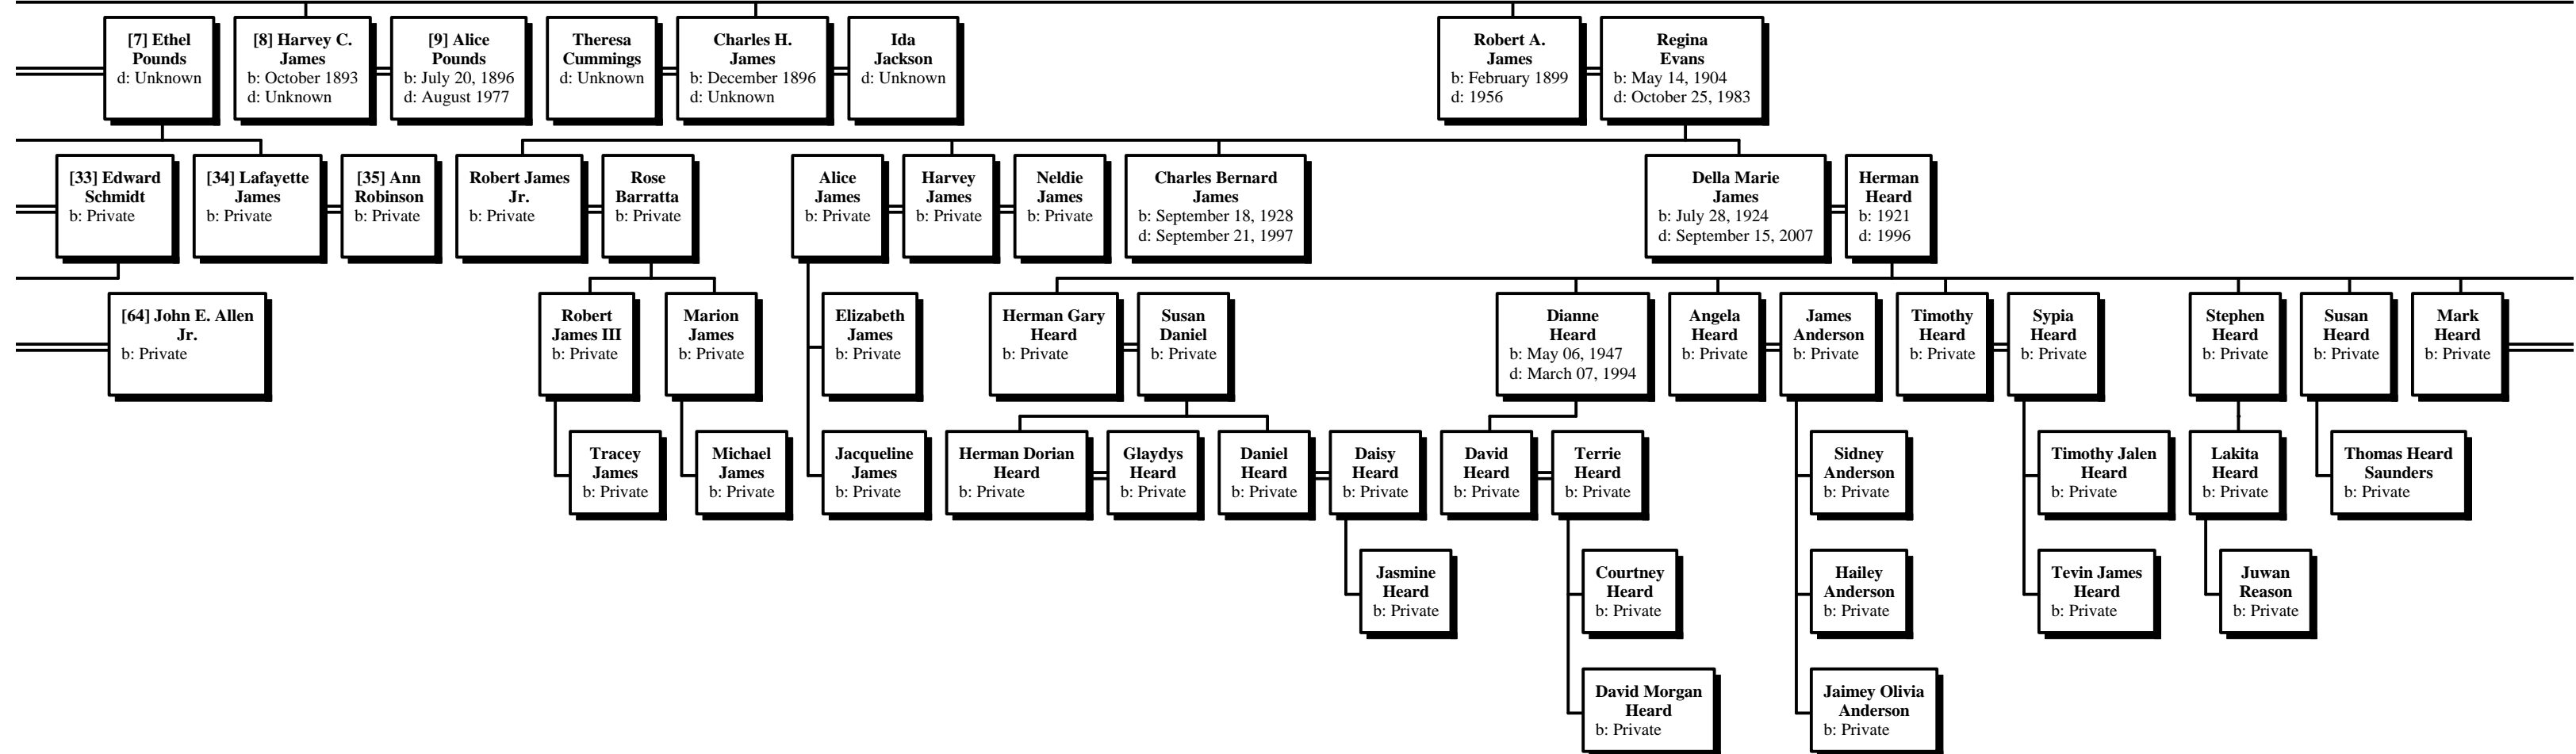 [7] Ethel
Pounds
d: Unknown
[8] Harvey C.
James
b: October 1893
d: Unknown
[9] Alice
Pounds
b: July 20, 1896
d: August 1977
Theresa
Cummings
d: Unknown
Charles H.
James
b: December 1896
d: Unknown
Ida
Jackson
d: Unknown
Robert A.
James
b: February 1899
d: 1956
Regina
Evans
b: May 14, 1904
d: October 25, 1983
[33] Edward
Schmidt
b: Private
[34] Lafayette
James
b: Private
[35] Ann
Robinson
b: Private
Robert James
Jr.
b: Private
Rose
Barratta
b: Private
Alice
James
b: Private
Harvey
James
b: Private
Neldie
James
b: Private
Charles Bernard
James
b: September 18, 1928
d: September 21, 1997
Della Marie
James
b: July 28, 1924
d: September 15, 2007
Herman
Heard
b: 1921
d: 1996
[64] John E. Allen
Jr.
b: Private
Robert
James III
b: Private
Marion
James
b: Private
Elizabeth
James
b: Private
Herman Gary
Heard
b: Private
Susan
Daniel
b: Private
Dianne
Heard
b: May 06, 1947
d: March 07, 1994
Angela
Heard
b: Private
James
Anderson
b: Private
Timothy
Heard
b: Private
Sypia
Heard
b: Private
Stephen
Heard
b: Private
Susan
Heard
b: Private
Mark
Heard
b: Private
Tracey
James
b: Private
Michael
James
b: Private
Jacqueline
James
b: Private
Herman Dorian
Heard
b: Private
Glaydys
Heard
b: Private
Daniel
Heard
b: Private
Daisy
Heard
b: Private
David
Heard
b: Private
Terrie
Heard
b: Private
Sidney
Anderson
b: Private
Timothy Jalen
Heard
b: Private
Lakita
Heard
b: Private
Thomas Heard
Saunders
b: Private
Jasmine
Heard
b: Private
Courtney
Heard
b: Private
Hailey
Anderson
b: Private
Tevin James
Heard
b: Private
Juwan
Reason
b: Private
David Morgan
Heard
b: Private
Jaimey Olivia
Anderson
b: Private